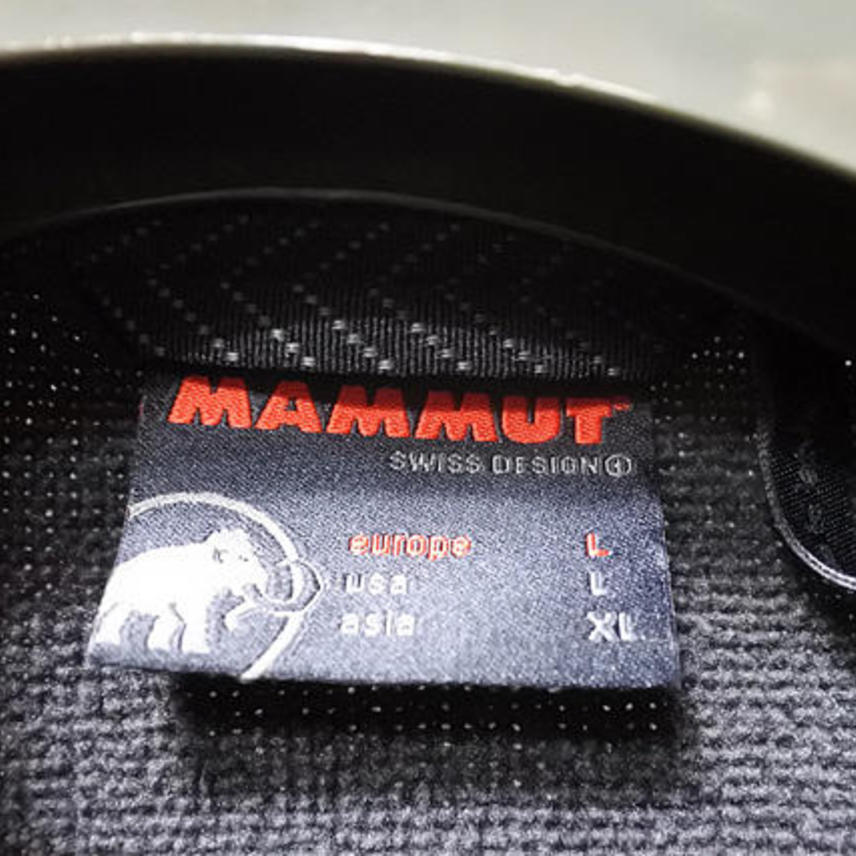 MAMMUT
SWISS DESIGN
europe L
usa L
asia XL